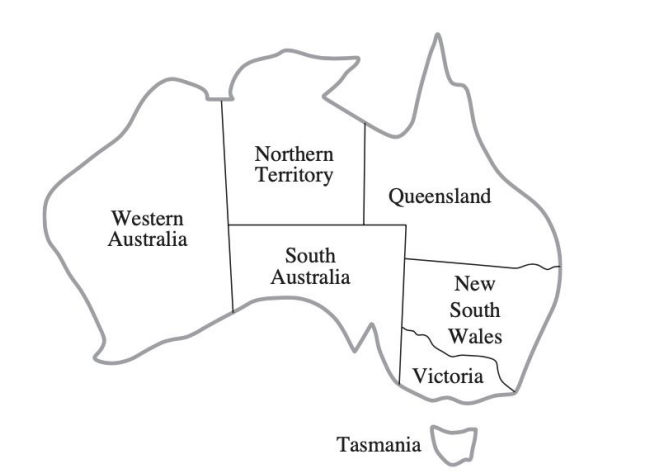 Northern
Territory
Queensland
Western
Australia
South
Australia
New
South
Wales
Victoria
Tasmania